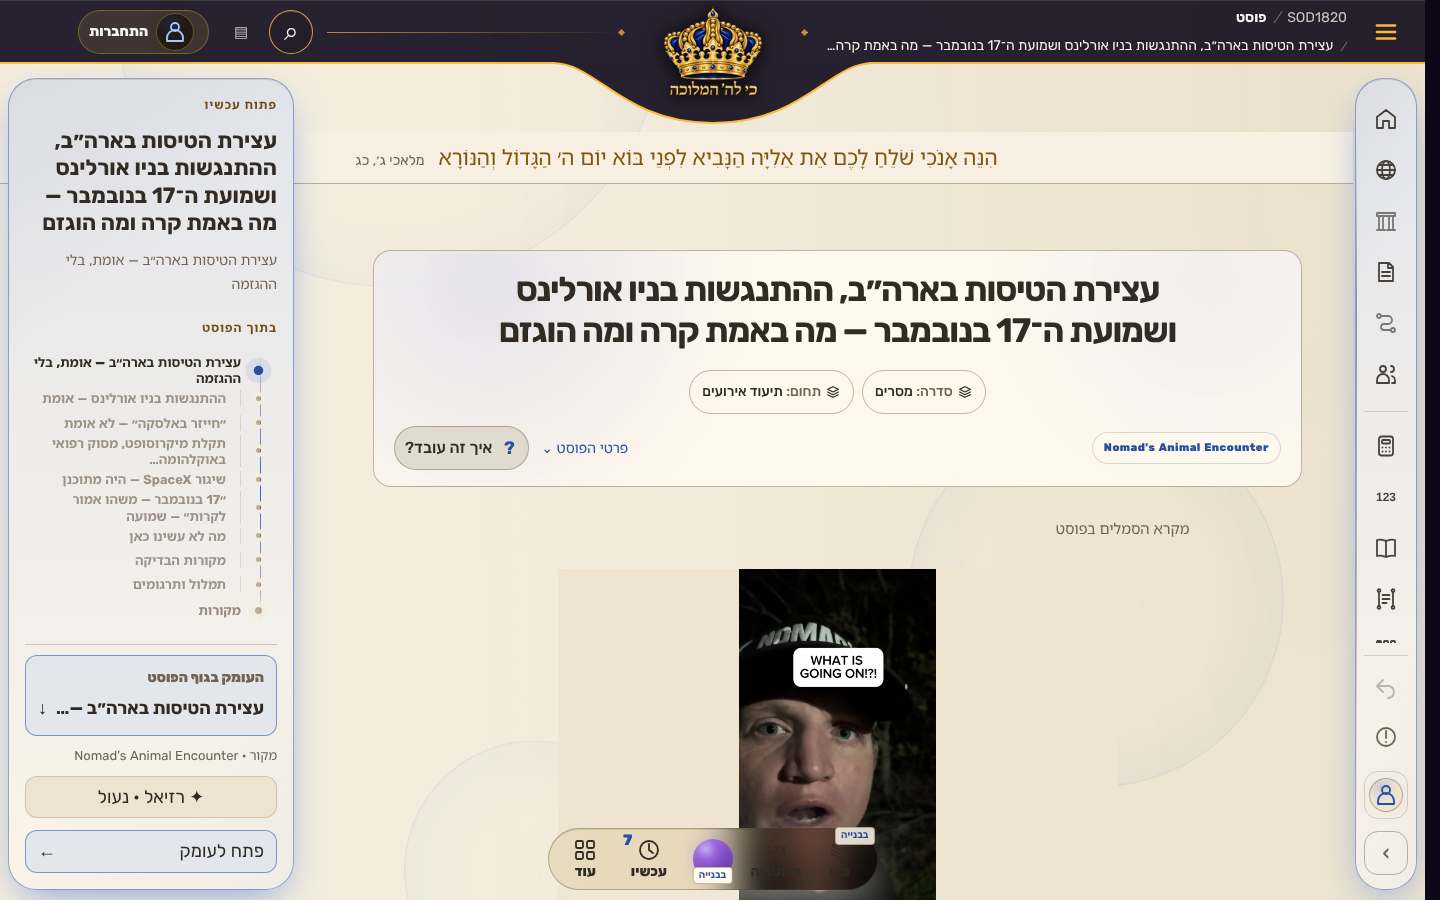 SOD1820 / פוסט
/ עצירת הטיסות בארה״ב, ההתנגשות בניו אורלינס ושמועת ה־17 בנובמבר – מה באמת קרה...
התחברות
כי לה' המלוכה
הִנֵּה אָנֹכִי שֹׁלֵחַ לָכֶם אֵת אֵלִיָּה הַנָּבִיא לִפְנֵי בּוֹא יוֹם ה׳ הַגָּדוֹל וְהַנּוֹרָא מלאכי ג׳, כג
עצירת הטיסות בארה״ב, ההתנגשות בניו אורלינס
ושמועת ה־17 בנובמבר – מה באמת קרה ומה הוגזם
סדרה: מסרים
תחום: תיעוד אירועים
Nomad's Animal Encounter
פרטי הפוסט
? איך זה עובד?
מקרא הסמלים בפוסט
NOMAD
WHAT IS
GOING ON!?!
בבנייה
בבנייה
7
עכשיו
עוד
123
פתוח עכשיו
עצירת הטיסות בארה״ב,
ההתנגשות בניו אורלינס
ושמועת ה־17 בנובמבר –
מה באמת קרה ומה הוגזם
עצירת הטיסות בארה״ב – אומת, בלי
ההגזמה
בתוך הפוסט
עצירת הטיסות בארה״ב – אומת, בלי
ההגזמה
ההתנגשות בניו אורלינס – אומת
״חייזר באלסקה״ – לא אומת
תקלת מיקרוסופט, מסוק רפואי
באוקלהומה...
שיגור SpaceX – היה מתוכנן
״17 בנובמבר – משהו אמור
לקרות״ – שמועה
מה לא עשינו כאן
מקורות הבדיקה
תמלול ותרגומים
מקורות
העומק בגוף הפוסט
עצירת הטיסות בארה״ב –... ↓
מקור • Nomad's Animal Encounter
✦ רזיאל • נעול
פתח לעומק ←